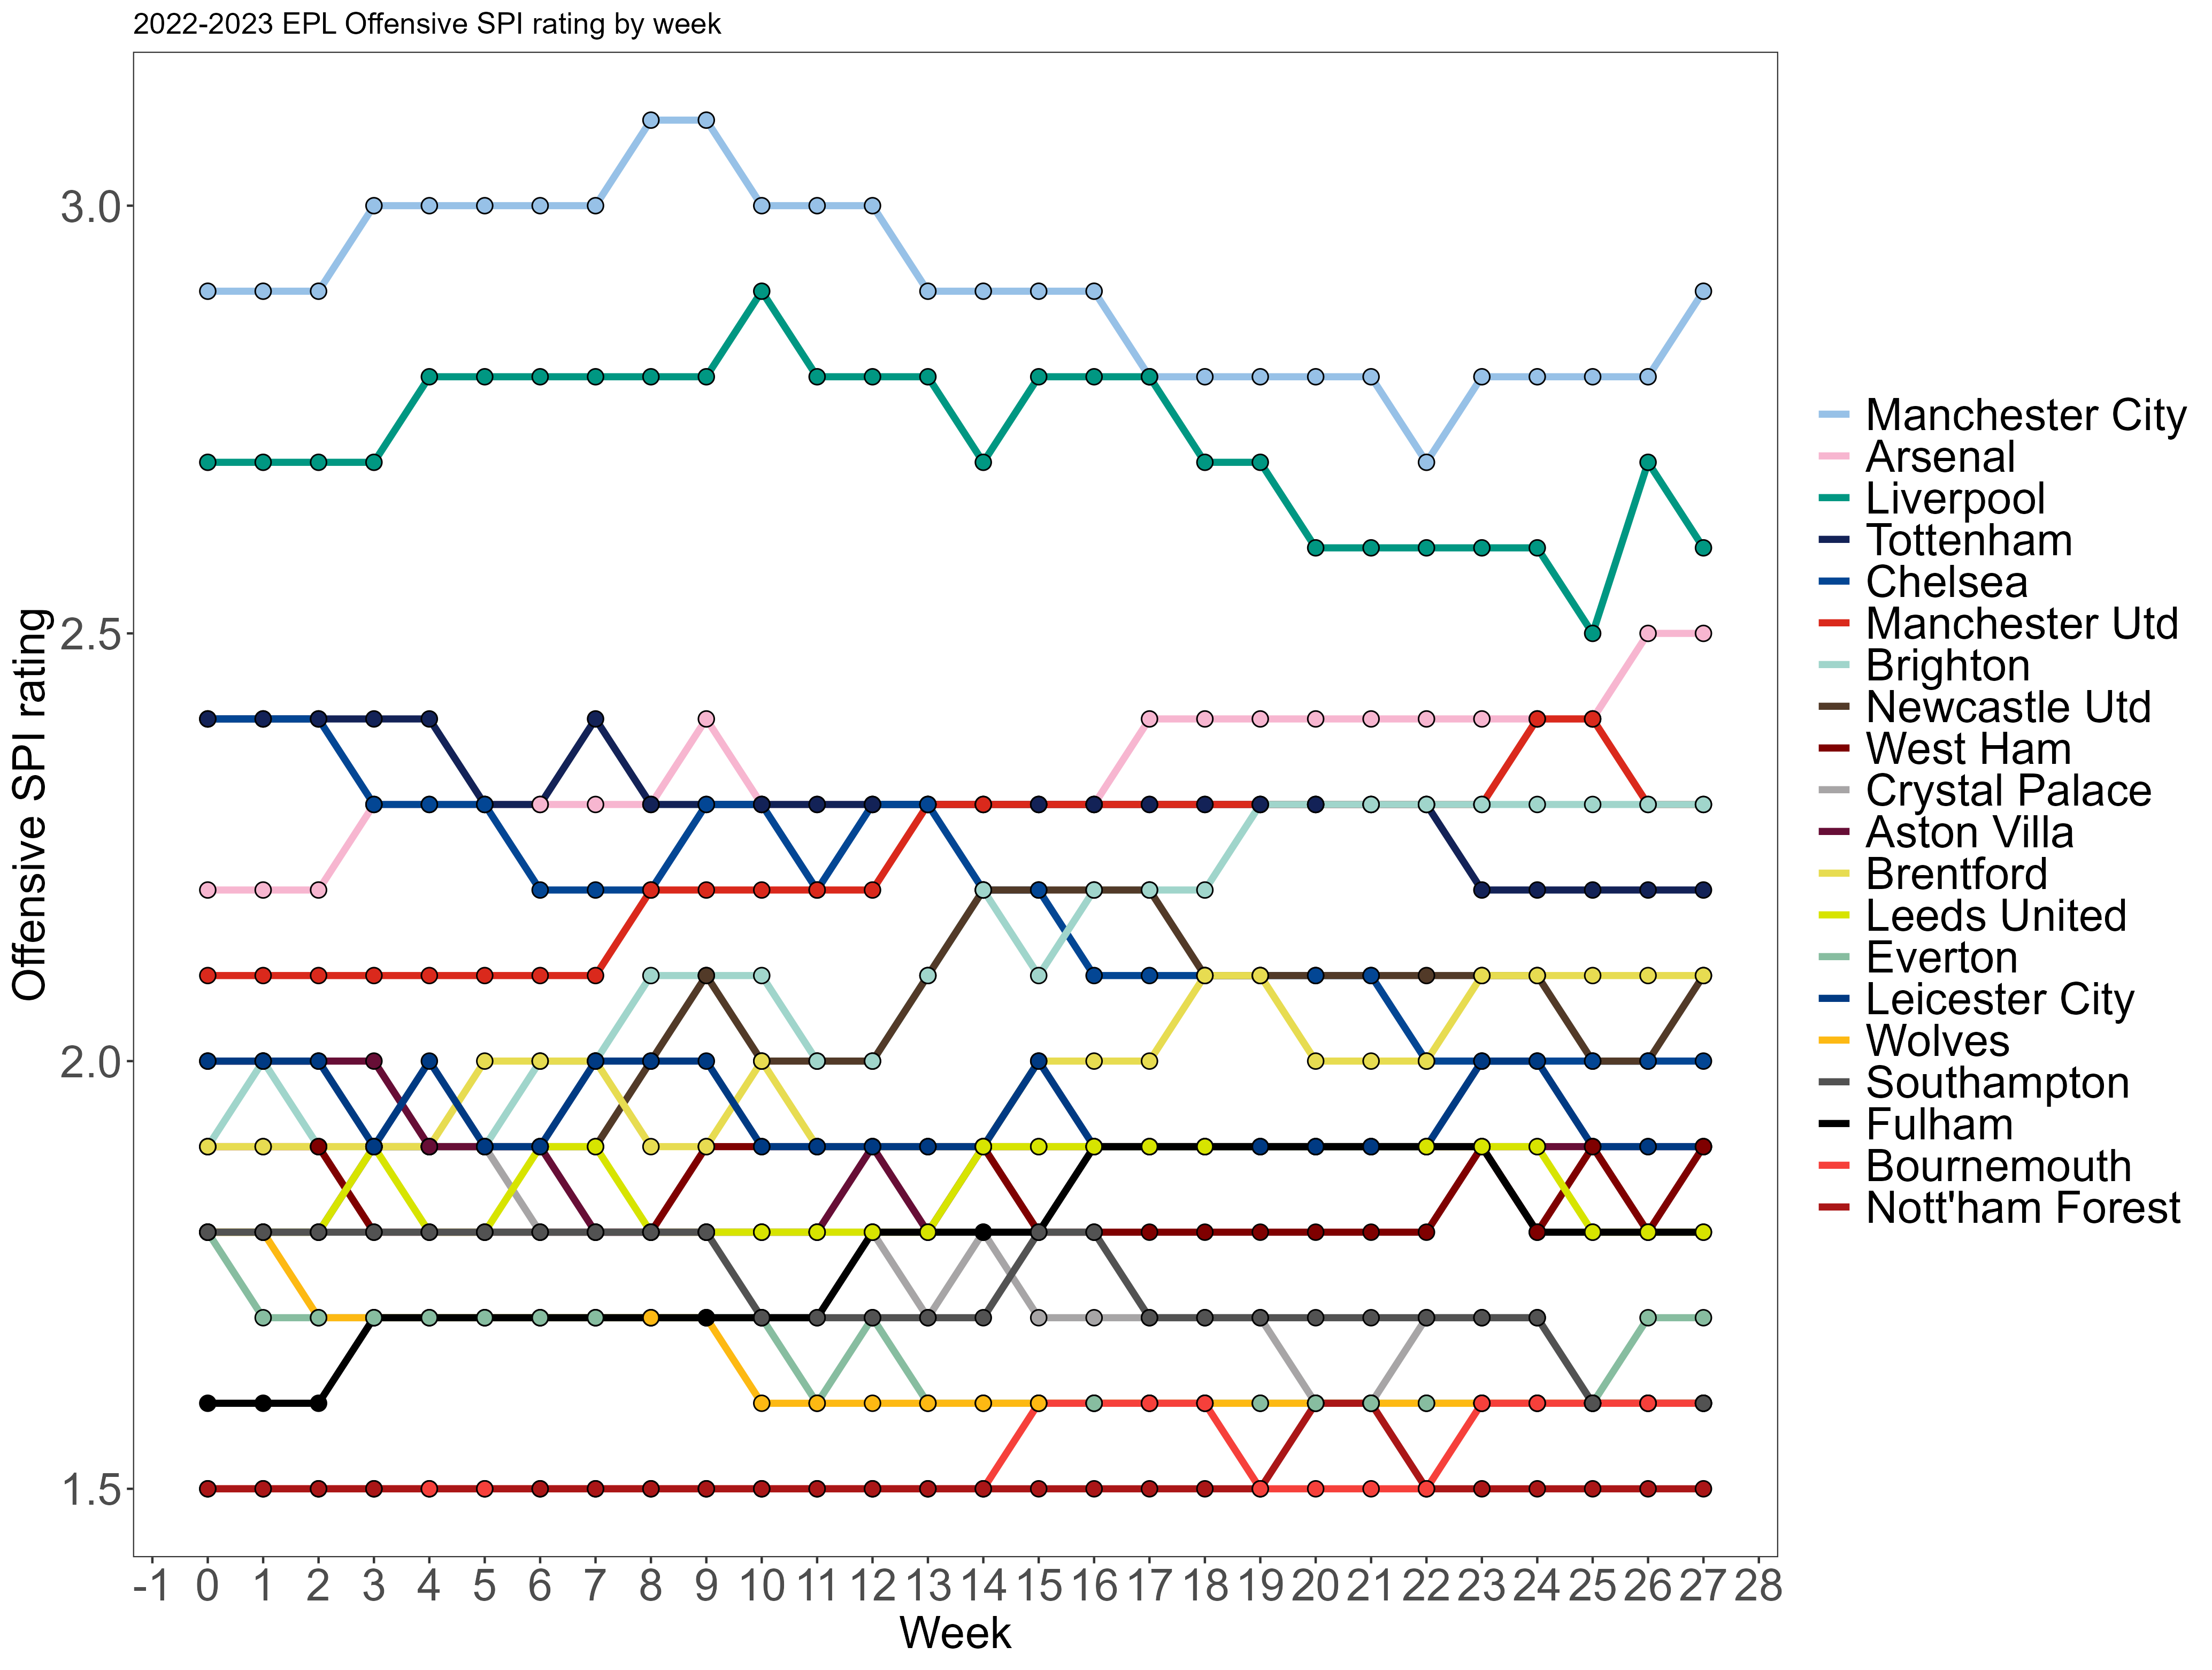 2022-2023 EPL Offensive SPI rating by week
3.0
2.5
2.0
1.5
Offensive SPI rating
-1 0 1 2 3 4 5 6 7 8 9 10 11 12 13 14 15 16 17 18 19 20 21 22 23 24 25 26 27 28
Week
Manchester City
Arsenal
Liverpool
Tottenham
Chelsea
Manchester Utd
Brighton
Newcastle Utd
West Ham
Crystal Palace
Aston Villa
Brentford
Leeds United
Everton
Leicester City
Wolves
Southampton
Fulham
Bournemouth
Nott'ham Forest